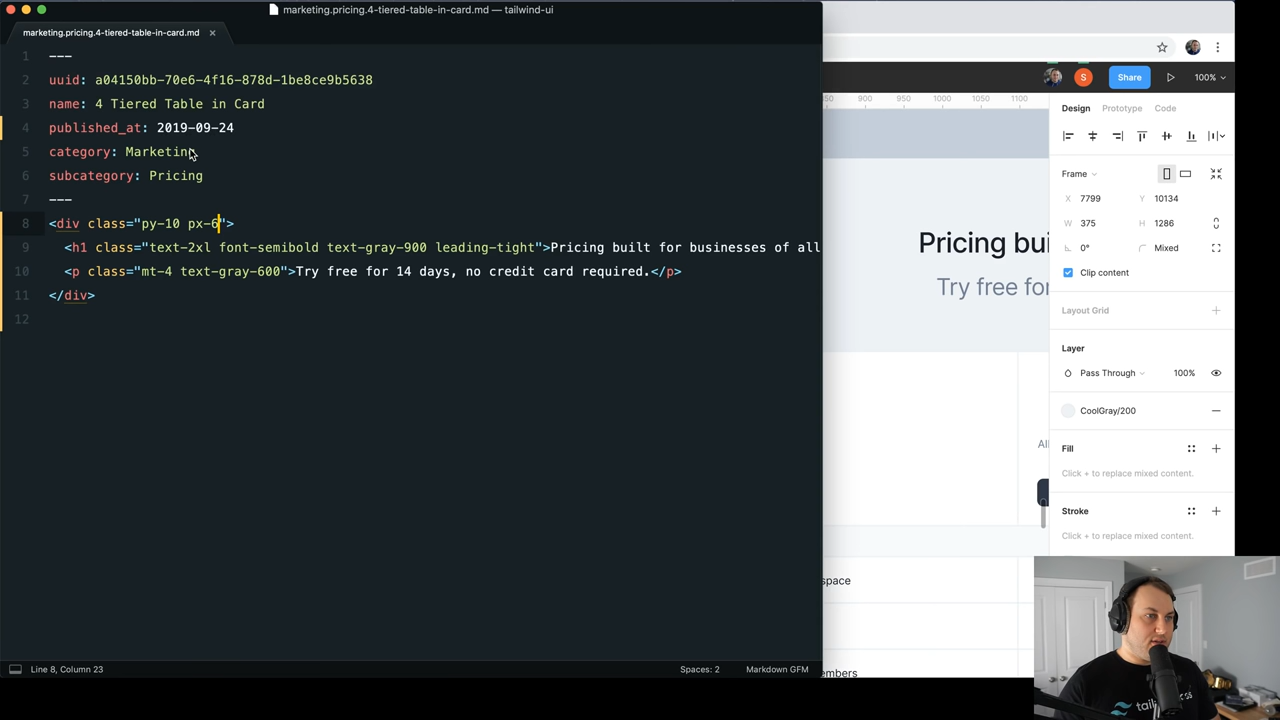 marketing.pricing.4-tiered-table-in-card.md — tailwind-ui
marketing.pricing.4-tiered-table-in-card.md ×
1 ---
2 uuid: a04150bb-70e6-4f16-878d-1be8ce9b5638
3 name: 4 Tiered Table in Card
4 published_at: 2019-09-24
5 category: Marketing
6 subcategory: Pricing
7 ---
8 <div class="py-10 px-6">
9 <h1 class="text-2xl font-semibold text-gray-900 leading-tight">Pricing built for businesses of all
10 <p class="mt-4 text-gray-600">Try free for 14 days, no credit card required.</p>
11 </div>
12
Line 8, Column 23
Spaces: 2
Markdown GFM
S
Share
100%
850 900 950 1000 1050 1100
Pricing bui
Try free fo
All
space
embers
Design Prototype Code
Frame
X 7799 Y 10134
W 375 H 1286
0° Mixed
Clip content
Layout Grid
Layer
Pass Through 100%
CoolGray/200
Fill
Click + to replace mixed content.
Stroke
Click + to replace mixed content.